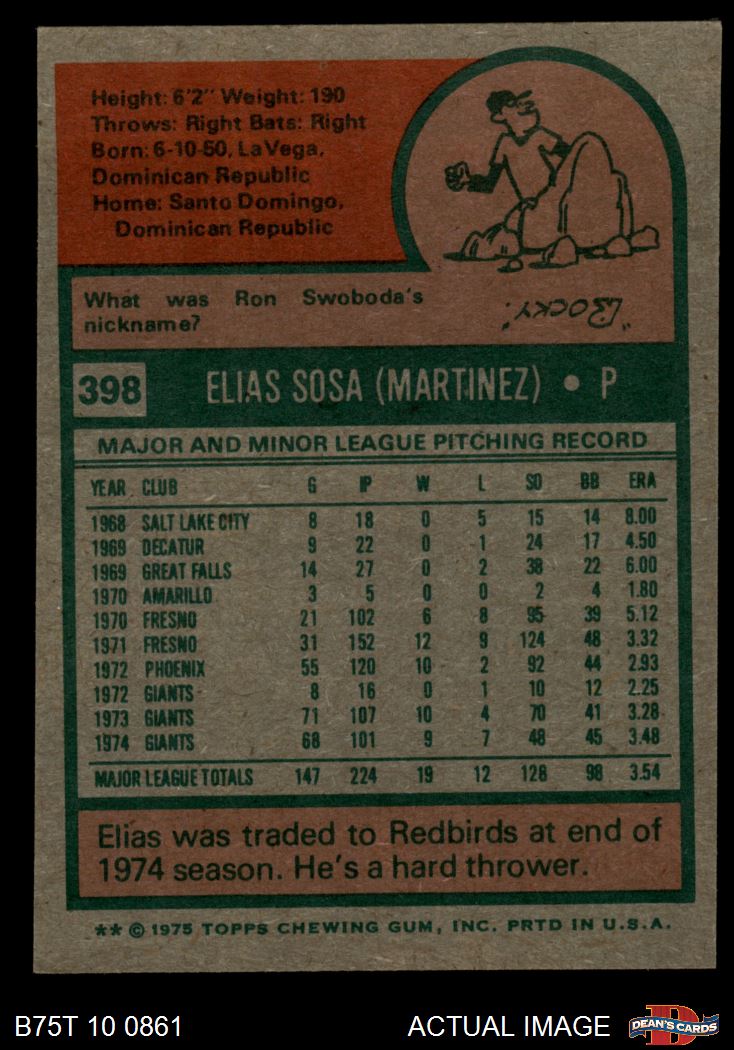 Height: 6'2" Weight: 190
Throws: Right Bats: Right
Born: 6-10-50, LaVega,
Dominican Republic
Home: Santo Domingo,
Dominican Republic
What was Ron Swoboda's
nickname?
"ROCKY."
398 ELIAS SOSA (MARTINEZ) • P
MAJOR AND MINOR LEAGUE PITCHING RECORD
YEAR CLUB G IP W L SO BB ERA
1968 SALT LAKE CITY 8 18 0 5 15 14 8.00
1969 DECATUR 9 22 0 1 24 17 4.50
1969 GREAT FALLS 14 27 0 2 38 22 6.00
1970 AMARILLO 3 5 0 0 2 4 1.80
1970 FRESNO 21 102 6 8 95 39 5.12
1971 FRESNO 31 152 12 9 124 48 3.32
1972 PHOENIX 55 120 10 2 92 44 2.93
1972 GIANTS 8 16 0 1 10 12 2.25
1973 GIANTS 71 107 10 4 70 41 3.28
1974 GIANTS 68 101 9 7 48 45 3.48
MAJOR LEAGUE TOTALS 147 224 19 12 128 98 3.54
Elias was traded to Redbirds at end of
1974 season. He's a hard thrower.
** © 1975 TOPPS CHEWING GUM, INC. PRTD IN U.S.A.
B75T 10 0861 ACTUAL IMAGE DEAN'S CARDS